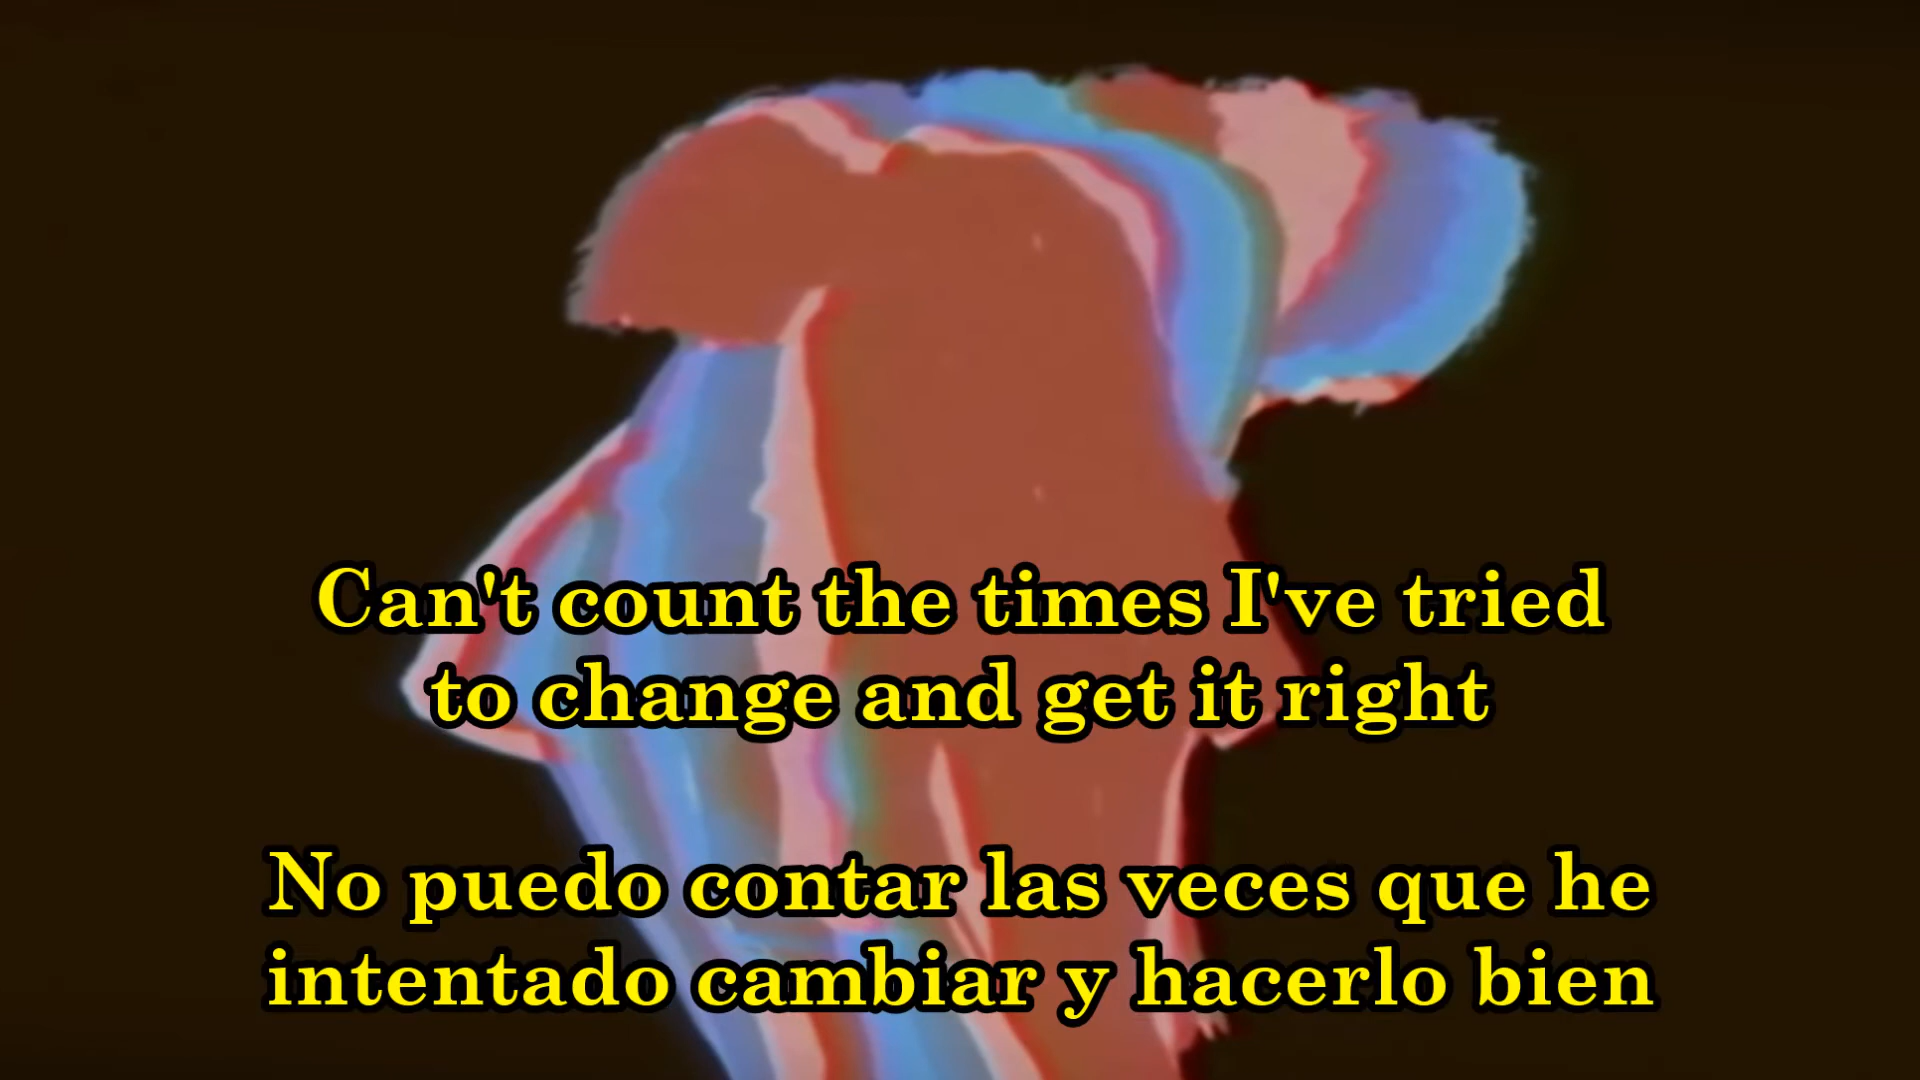 Can't count the times I've tried
to change and get it right
No puedo contar las veces que he
intentado cambiar y hacerlo bien